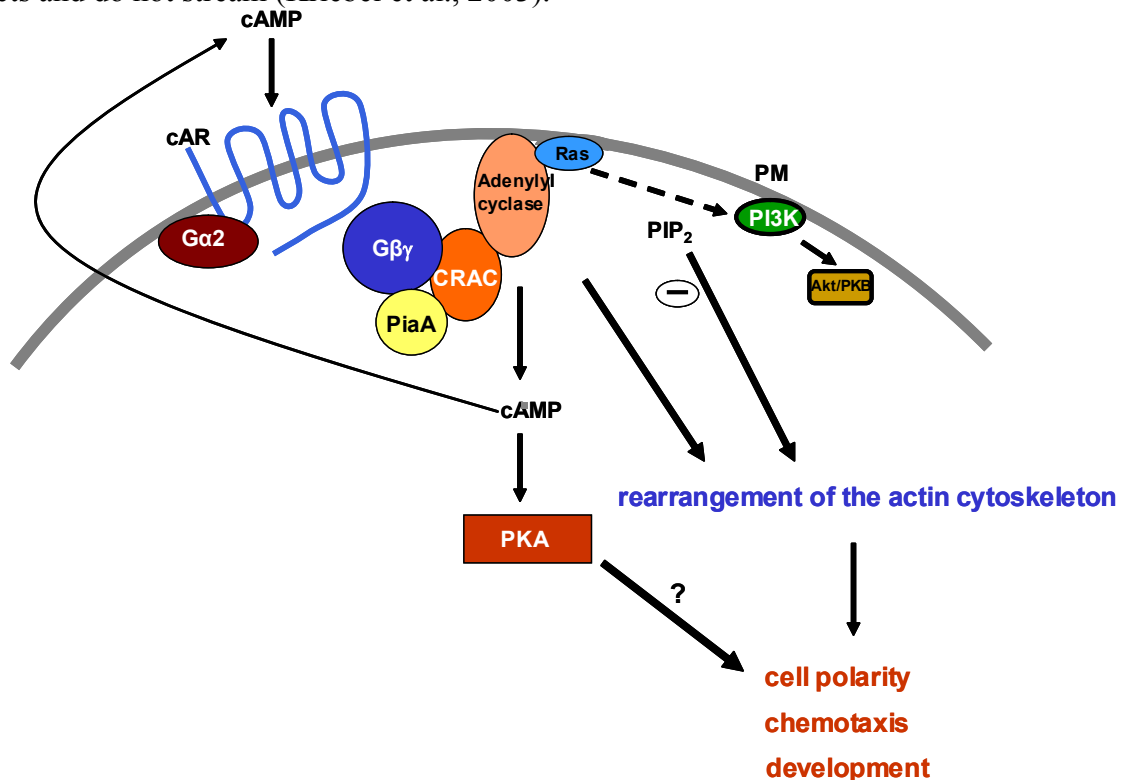 cAMP
cAR
Ras
Adenylyl
cyclase
PM
PI3K
PIP2
Gα2
Gβγ
CRAC
–
Akt/PKB
PiaA
cAMP
rearrangement of the actin cytoskeleton
PKA
?
cell polarity
chemotaxis
development